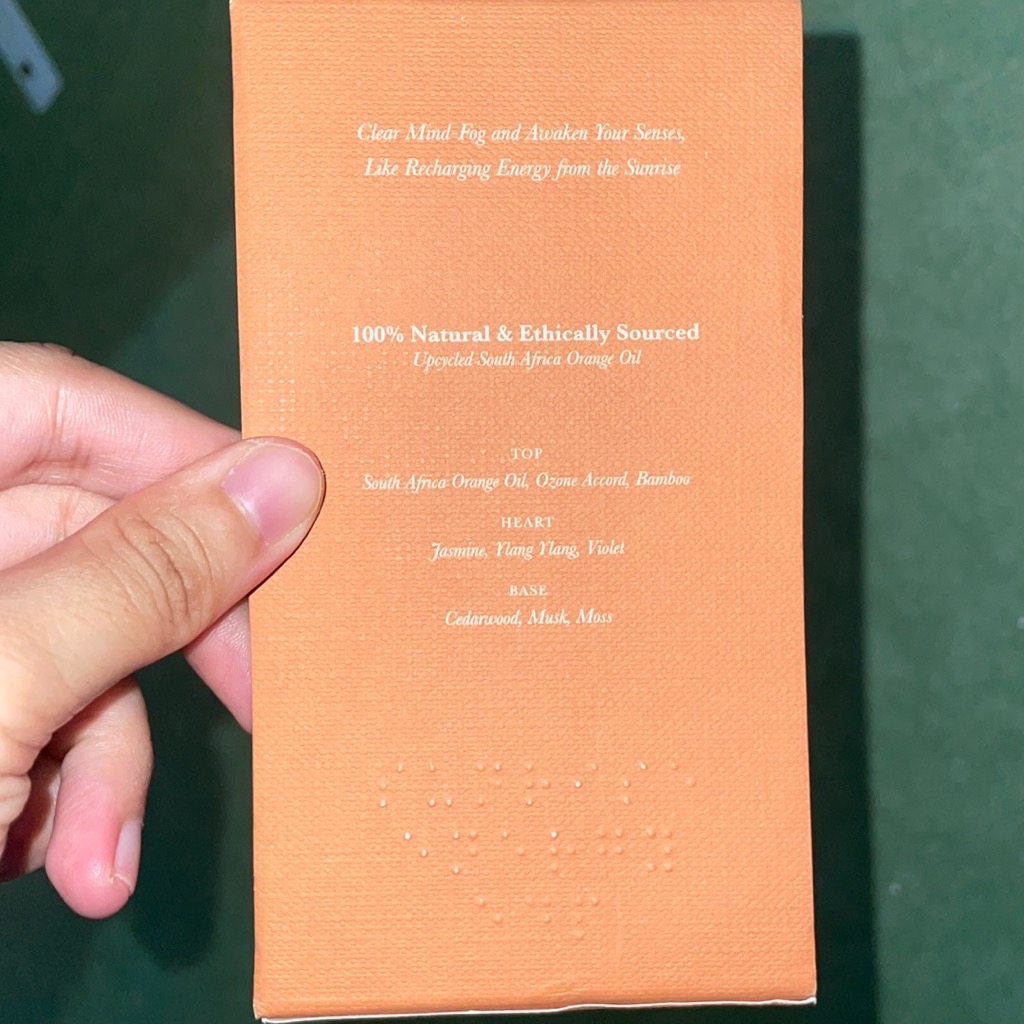 Clear Mind-Fog and Awaken Your Senses,
Like Recharging Energy from the Sunrise
100% Natural & Ethically Sourced
Upcycled South Africa Orange Oil
TOP
South Africa Orange Oil, Ozone Accord, Bamboo
HEART
Jasmine, Ylang Ylang, Violet
BASE
Cedarwood, Musk, Moss